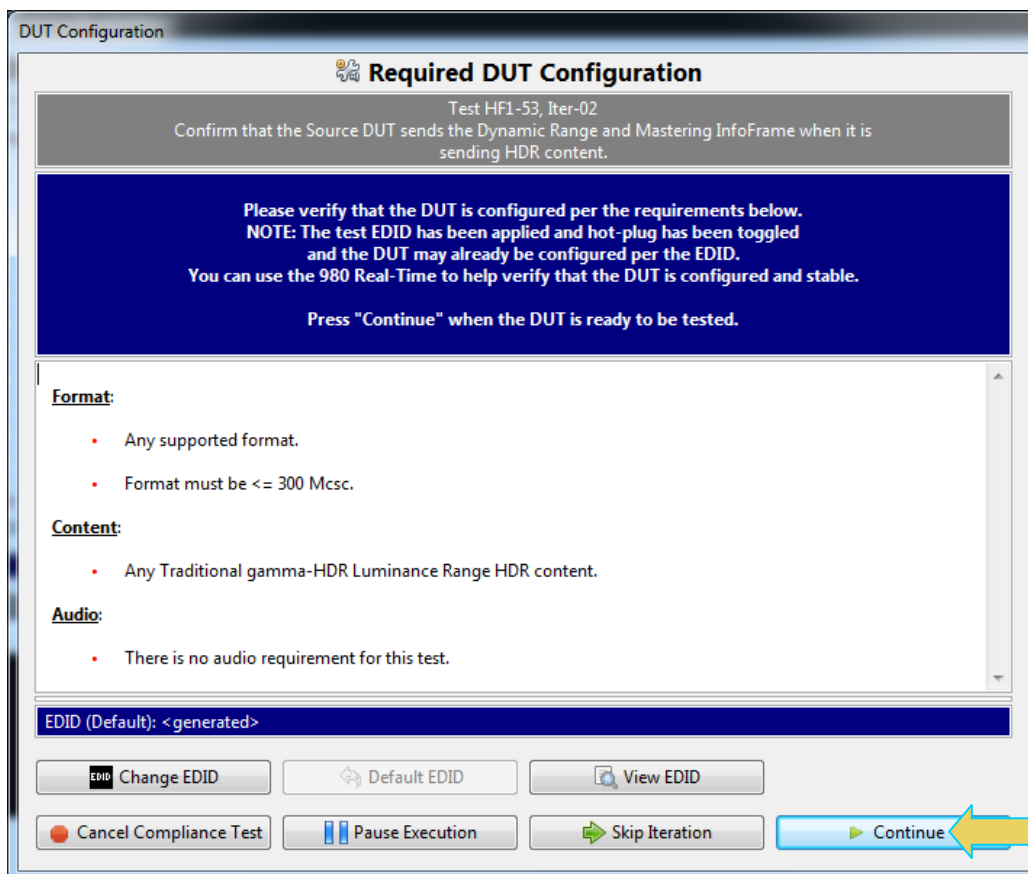 DUT Configuration
Required DUT Configuration
Test HF1-53, Iter-02
Confirm that the Source DUT sends the Dynamic Range and Mastering InfoFrame when it is
sending HDR content.
Please verify that the DUT is configured per the requirements below.
NOTE: The test EDID has been applied and hot-plug has been toggled
and the DUT may already be configured per the EDID.
You can use the 980 Real-Time to help verify that the DUT is configured and stable.
Press "Continue" when the DUT is ready to be tested.
Format:
• Any supported format.
• Format must be <= 300 Mcsc.
Content:
• Any Traditional gamma-HDR Luminance Range HDR content.
Audio:
• There is no audio requirement for this test.
EDID (Default): <generated>
EDID Change EDID
Default EDID
View EDID
Cancel Compliance Test
Pause Execution
Skip Iteration
Continue